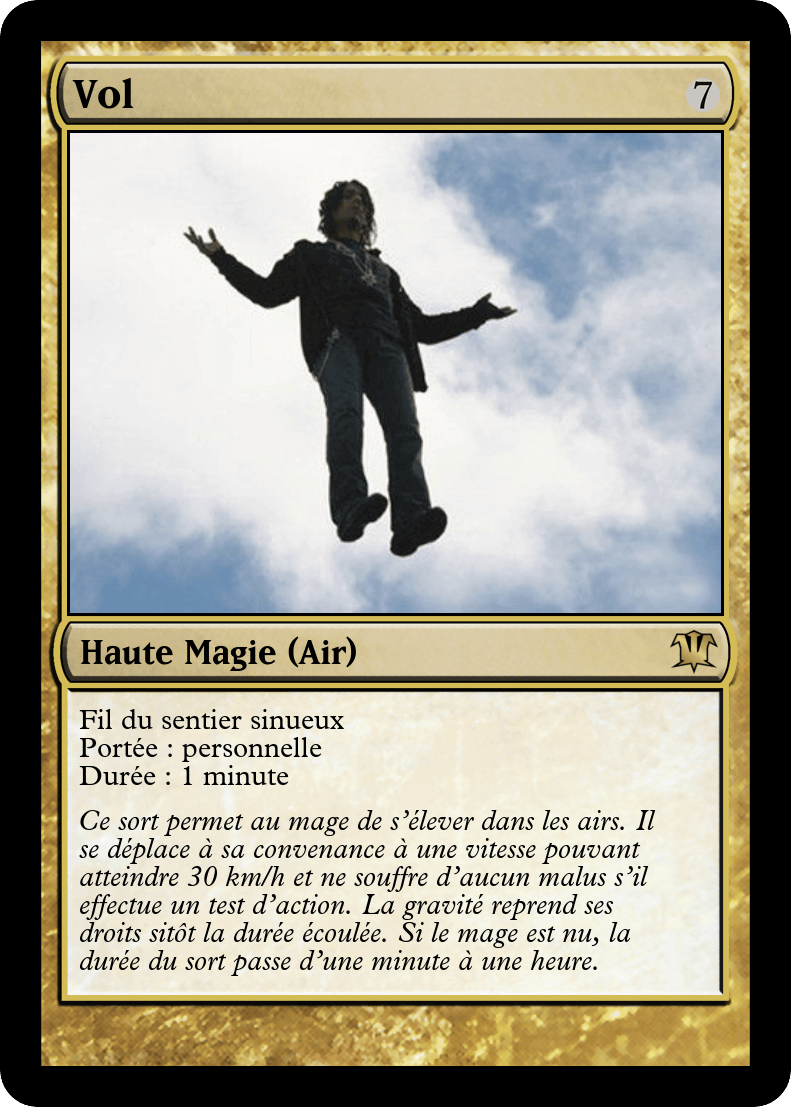 Vol
7
Haute Magie (Air)
Fil du sentier sinueux
Portée : personnelle
Durée : 1 minute
Ce sort permet au mage de s’élever dans les airs. Il
se déplace à sa convenance à une vitesse pouvant
atteindre 30 km/h et ne souffre d’aucun malus s’il
effectue un test d’action. La gravité reprend ses
droits sitôt la durée écoulée. Si le mage est nu, la
durée du sort passe d’une minute à une heure.